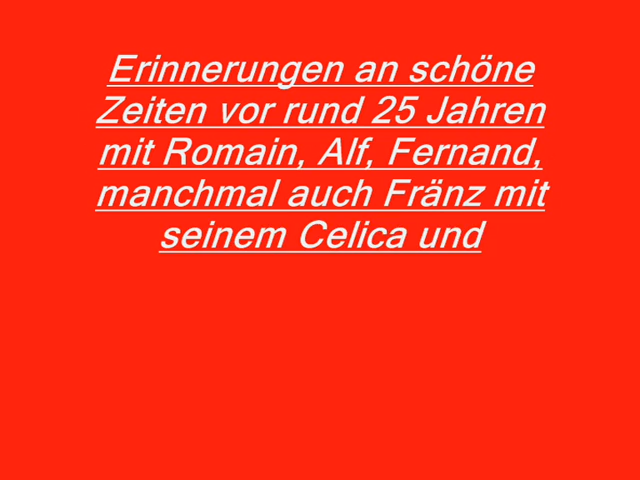 Erinnerungen an schöne
Zeiten vor rund 25 Jahren
mit Romain, Alf, Fernand,
manchmal auch Fränz mit
seinem Celica und